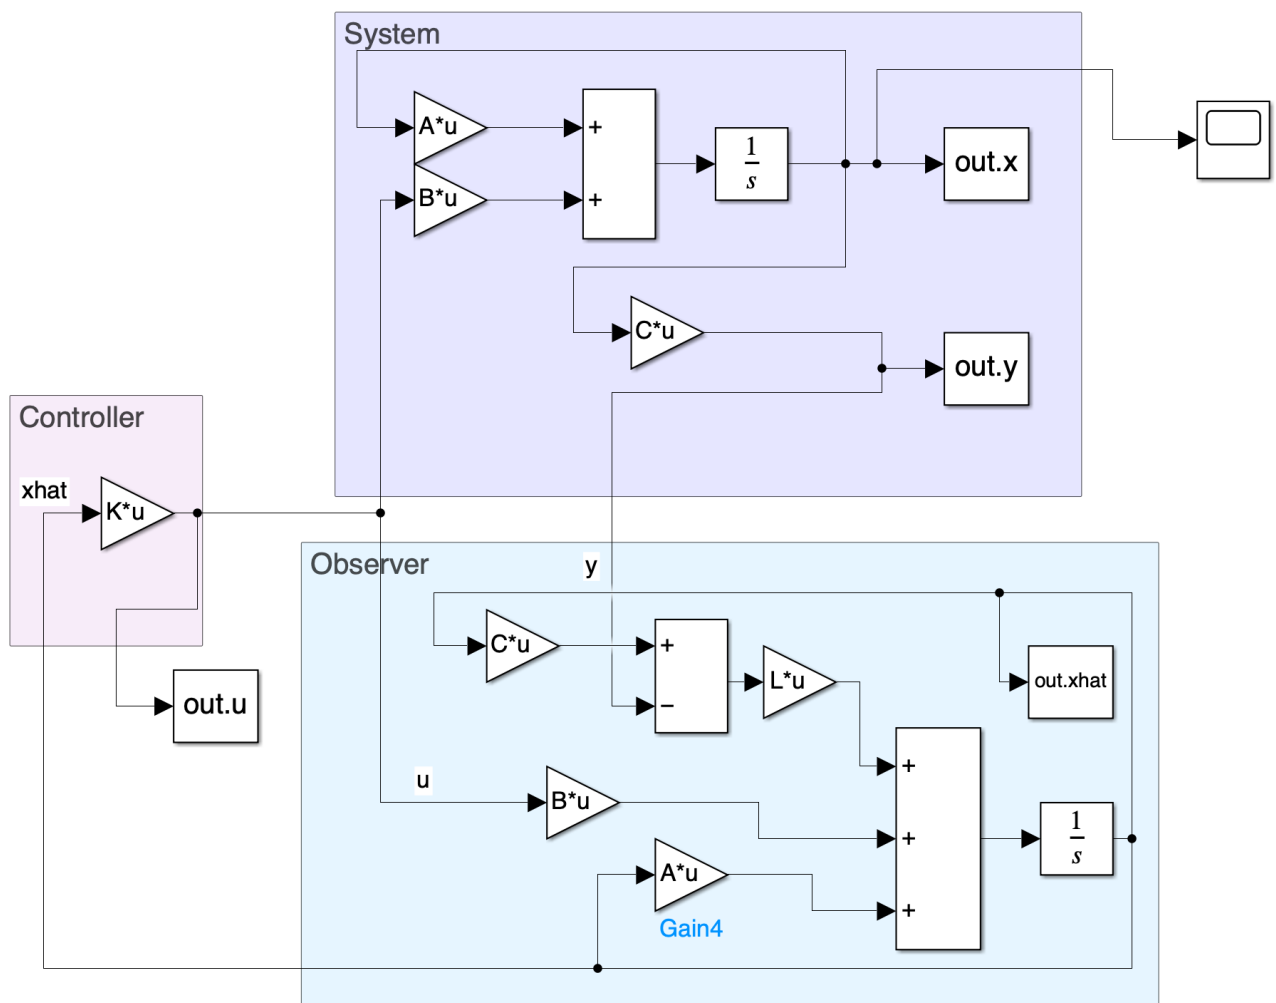 System
A*u
+
1
s
out.x
B*u
+
C*u
out.y
Controller
xhat
K*u
out.u
Observer
y
C*u
+
−
L*u
out.xhat
u
B*u
+
+
1
s
A*u
+
Gain4